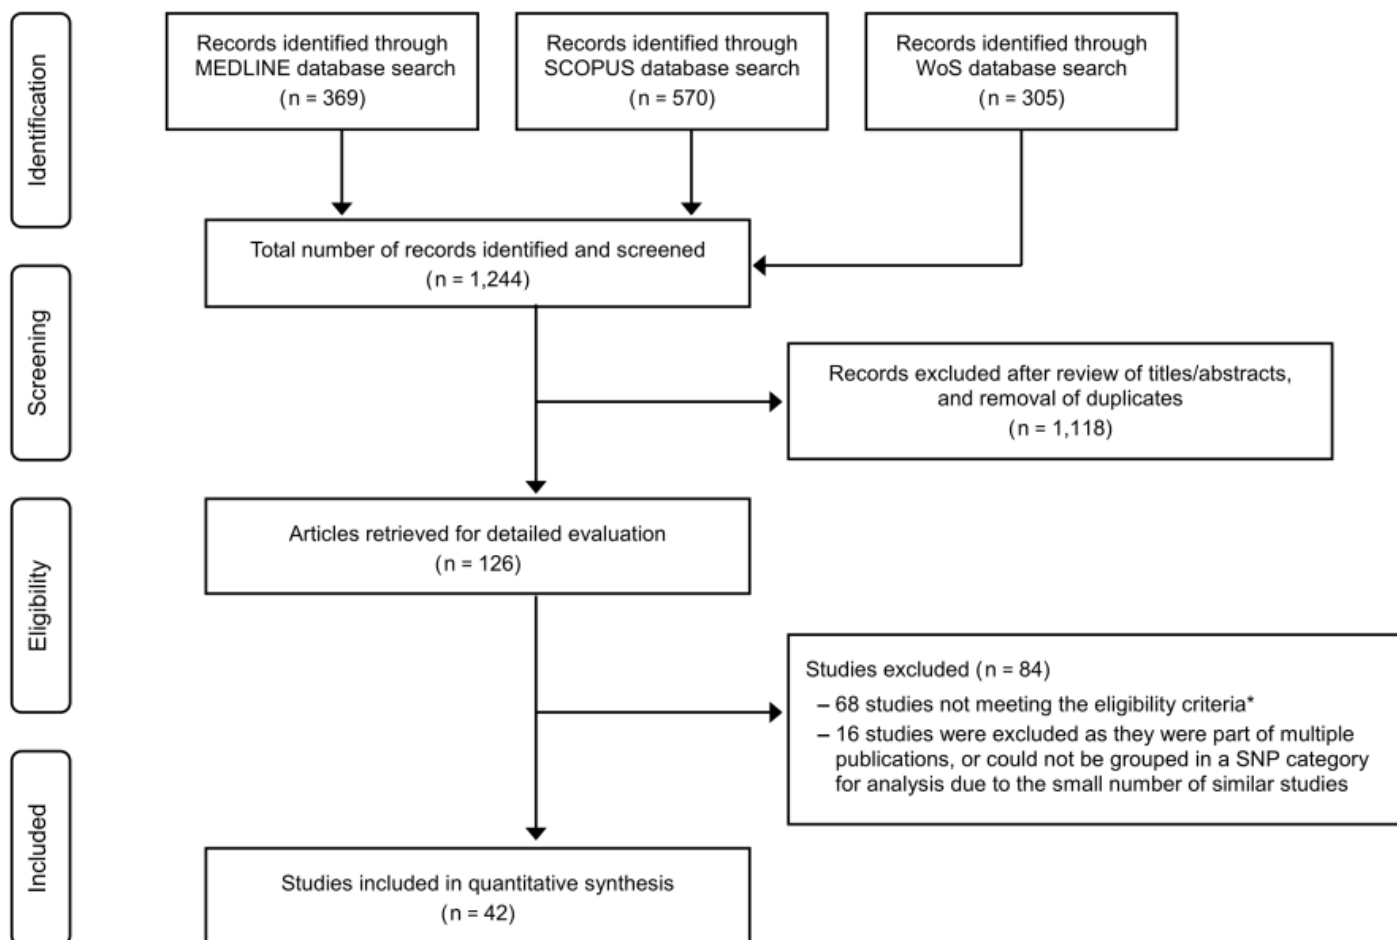 Identification
Records identified through
MEDLINE database search
(n = 369)
Records identified through
SCOPUS database search
(n = 570)
Records identified through
WoS database search
(n = 305)
Total number of records identified and screened
(n = 1,244)
Screening
Records excluded after review of titles/abstracts,
and removal of duplicates
(n = 1,118)
Eligibility
Articles retrieved for detailed evaluation
(n = 126)
Studies excluded (n = 84)
– 68 studies not meeting the eligibility criteria*
– 16 studies were excluded as they were part of multiple
publications, or could not be grouped in a SNP category
for analysis due to the small number of similar studies
Included
Studies included in quantitative synthesis
(n = 42)